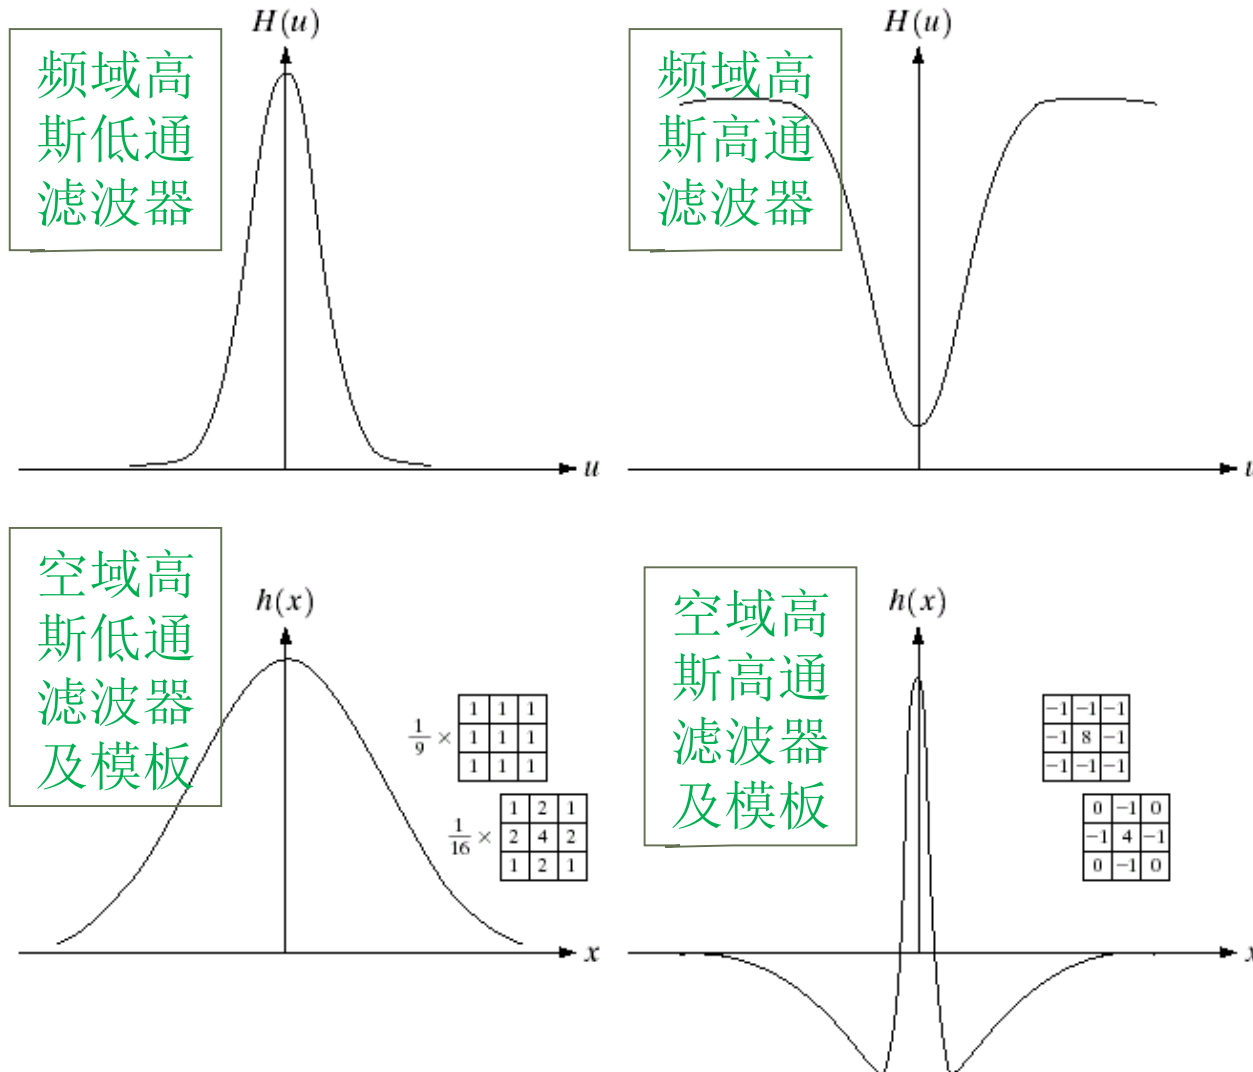 H(u)
频域高
斯低通
滤波器
u
H(u)
频域高
斯高通
滤波器
u
空域高
斯低通
滤波器
及模板
h(x)
1/9 ×
1 1 1
1 1 1
1 1 1
1/16 ×
1 2 1
2 4 2
1 2 1
x
空域高
斯高通
滤波器
及模板
h(x)
−1 −1 −1
−1 8 −1
−1 −1 −1
0 −1 0
−1 4 −1
0 −1 0
x